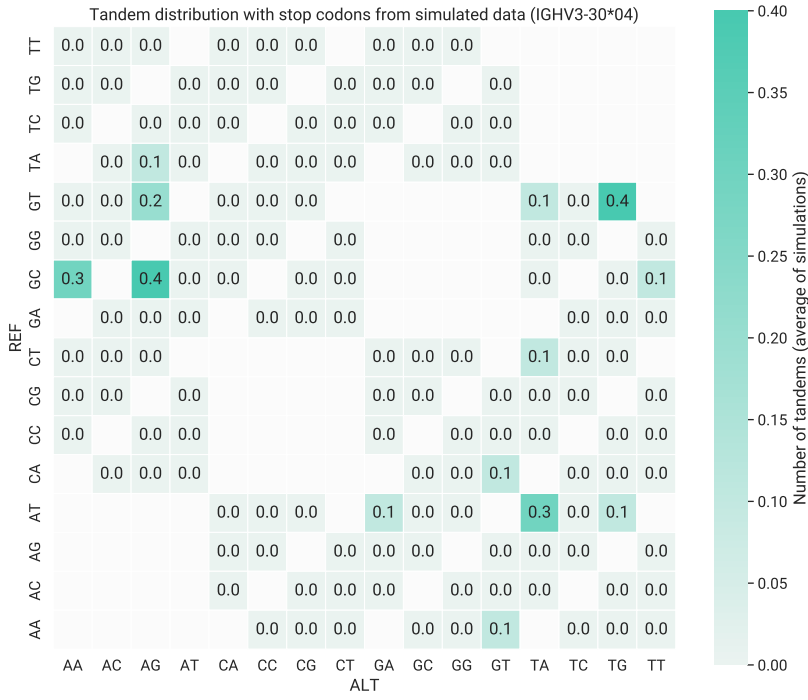 Tandem distribution with stop codons from simulated data (IGHV3-30*04)
TT 0.0 0.0 0.0 0.0 0.0 0.0 0.0 0.0 0.0
TG 0.0 0.0 0.0 0.0 0.0 0.0 0.0 0.0 0.0
TC 0.0 0.0 0.0 0.0 0.0 0.0 0.0 0.0 0.0
TA 0.0 0.1 0.0 0.0 0.0 0.0 0.0 0.0 0.0
GT 0.0 0.0 0.2 0.0 0.0 0.0 0.1 0.0 0.4
GG 0.0 0.0 0.0 0.0 0.0 0.0 0.0 0.0 0.0
GC 0.3 0.4 0.0 0.0 0.0 0.0 0.0 0.0 0.1
GA 0.0 0.0 0.0 0.0 0.0 0.0 0.0 0.0 0.0
CT 0.0 0.0 0.0 0.0 0.0 0.0 0.1 0.0 0.0
CG 0.0 0.0 0.0 0.0 0.0 0.0 0.0 0.0 0.0
CC 0.0 0.0 0.0 0.0 0.0 0.0 0.0 0.0 0.0
CA 0.0 0.0 0.0 0.0 0.0 0.1 0.0 0.0 0.0
AT 0.0 0.0 0.0 0.1 0.0 0.0 0.3 0.0 0.1
AG 0.0 0.0 0.0 0.0 0.0 0.0 0.0 0.0 0.0
AC 0.0 0.0 0.0 0.0 0.0 0.0 0.0 0.0 0.0
AA 0.0 0.0 0.0 0.0 0.0 0.1 0.0 0.0 0.0
AA AC AG AT CA CC CG CT GA GC GG GT TA TC TG TT
ALT
REF
0.40
0.35
0.30
0.25
0.20
0.15
0.10
0.05
0.00
Number of tandems (average of simulations)